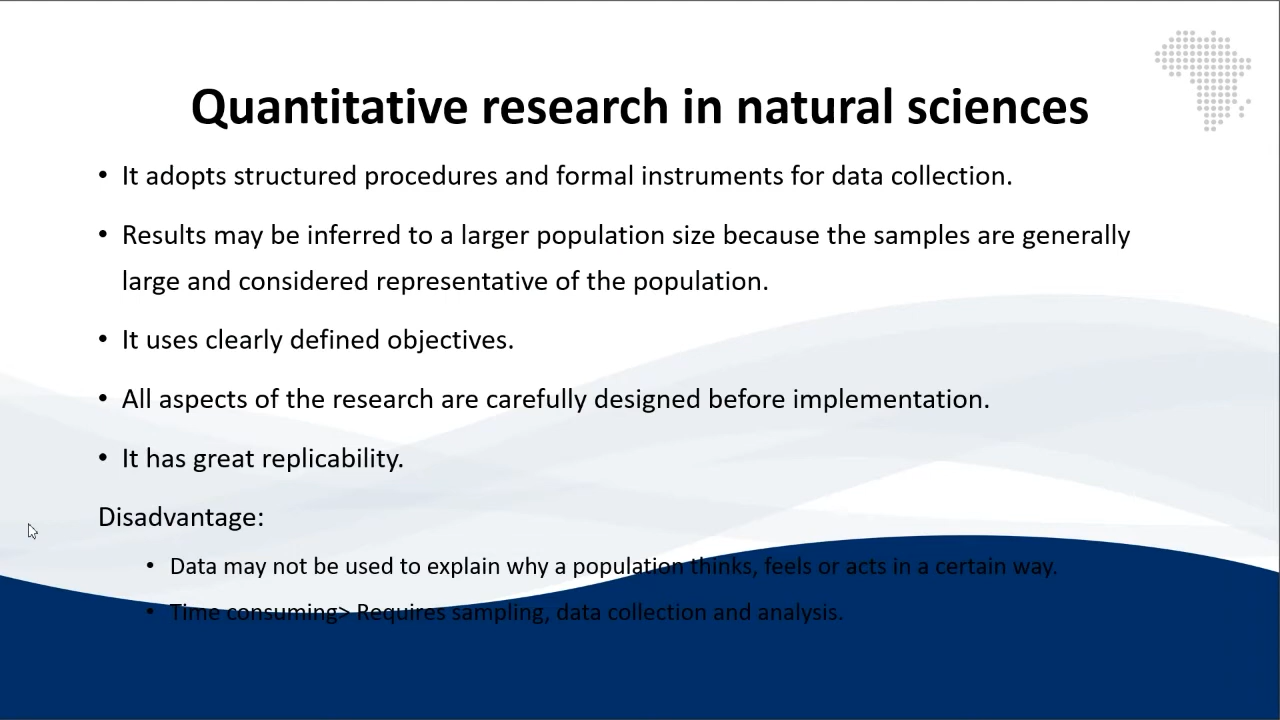 Quantitative research in natural sciences
• It adopts structured procedures and formal instruments for data collection.
• Results may be inferred to a larger population size because the samples are generally
large and considered representative of the population.
• It uses clearly defined objectives.
• All aspects of the research are carefully designed before implementation.
• It has great replicability.
Disadvantage:
• Data may not be used to explain why a population thinks, feels or acts in a certain way.
• Time consuming> Requires sampling, data collection and analysis.